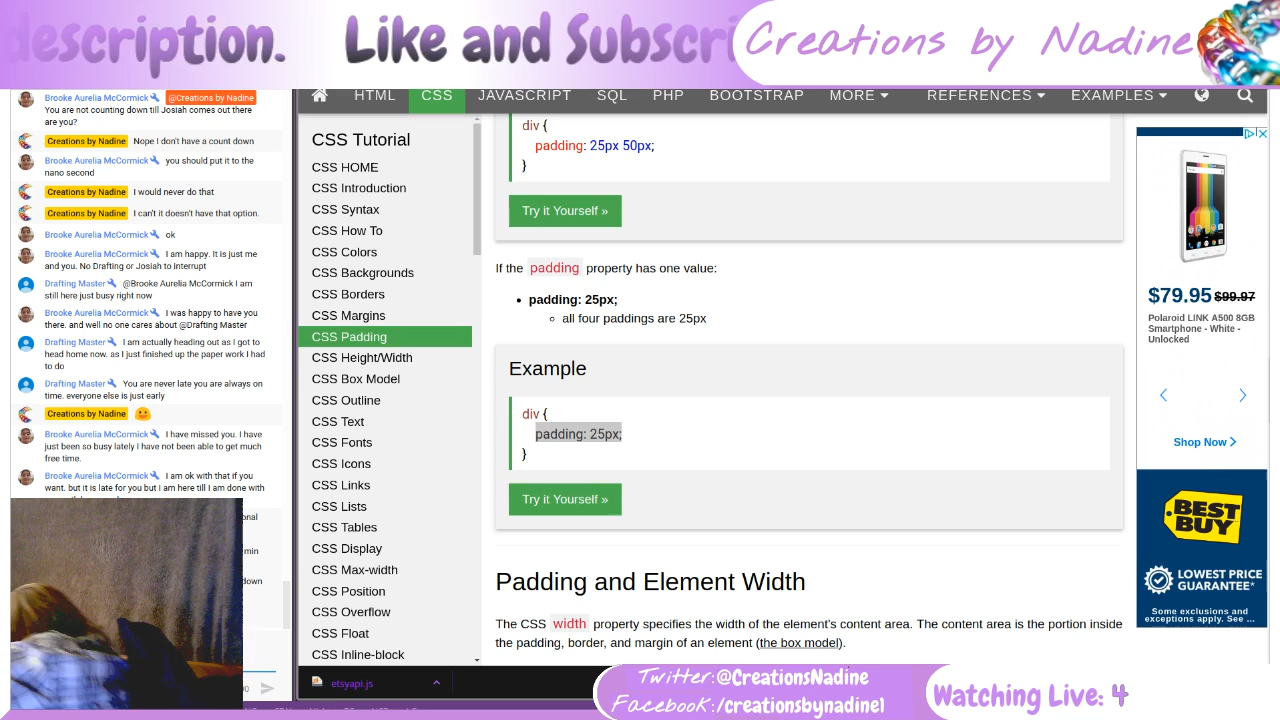 description. Like and Subscr
Creations by Nadine
Brooke Aurelia McCormick @Creations by Nadine
You are not counting down till Josiah comes out there
are you?
Creations by Nadine Nope I don't have a count down
Brooke Aurelia McCormick you should put it to the
nano second
Creations by Nadine I would never do that
Creations by Nadine I can't it doesn't have that option.
Brooke Aurelia McCormick ok
Brooke Aurelia McCormick I am happy. It is just me
and you. No Drafting or Josiah to interrupt
Drafting Master @Brooke Aurelia McCormick I am
still here just busy right now
Brooke Aurelia McCormick I was happy to have you
there. and well no one cares about @Drafting Master
Drafting Master I am actually heading out as I got to
head home now. as I just finished up the paper work I had
to do
Drafting Master You are never late you are always on
time. everyone else is just early
Creations by Nadine
Brooke Aurelia McCormick I have missed you. I have
just been so busy lately I have not been able to get much
free time.
Brooke Aurelia McCormick I am ok with that if you
want. but it is late for you but I am here till I am done with
onal
min
down
HTML CSS JAVASCRIPT SQL PHP BOOTSTRAP MORE REFERENCES EXAMPLES
CSS Tutorial
CSS HOME
CSS Introduction
CSS Syntax
CSS How To
CSS Colors
CSS Backgrounds
CSS Borders
CSS Margins
CSS Padding
CSS Height/Width
CSS Box Model
CSS Outline
CSS Text
CSS Fonts
CSS Icons
CSS Links
CSS Lists
CSS Tables
CSS Display
CSS Max-width
CSS Position
CSS Overflow
CSS Float
CSS Inline-block
div {
padding: 25px 50px;
}
Try it Yourself »
If the padding property has one value:
• padding: 25px;
all four paddings are 25px
Example
div {
padding: 25px;
}
Try it Yourself »
Padding and Element Width
The CSS width property specifies the width of the element's content area. The content area is the portion inside
the padding, border, and margin of an element (the box model).
$79.95 $99.97
Polaroid LINK A500 8GB
Smartphone - White -
Unlocked
Shop Now
BEST
BUY
LOWEST PRICE
GUARANTEE*
Some exclusions and
exceptions apply. See ...
etsyapi.js
Twitter:@CreationsNadine
Facebook:/creationsbynadine1
Watching Live: 4